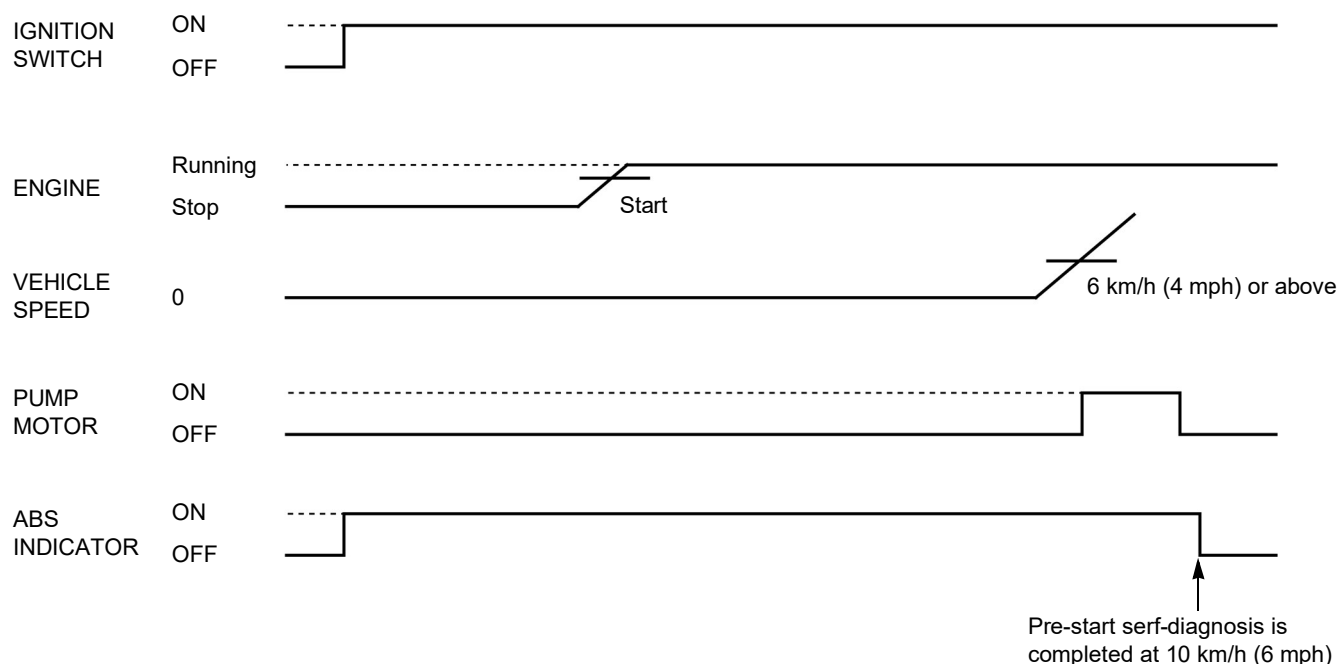 IGNITION
SWITCH
ON
OFF
ENGINE
Running
Stop
Start
VEHICLE
SPEED
0
6 km/h (4 mph) or above
PUMP
MOTOR
ON
OFF
ABS
INDICATOR
ON
OFF
Pre-start serf-diagnosis is
completed at 10 km/h (6 mph)